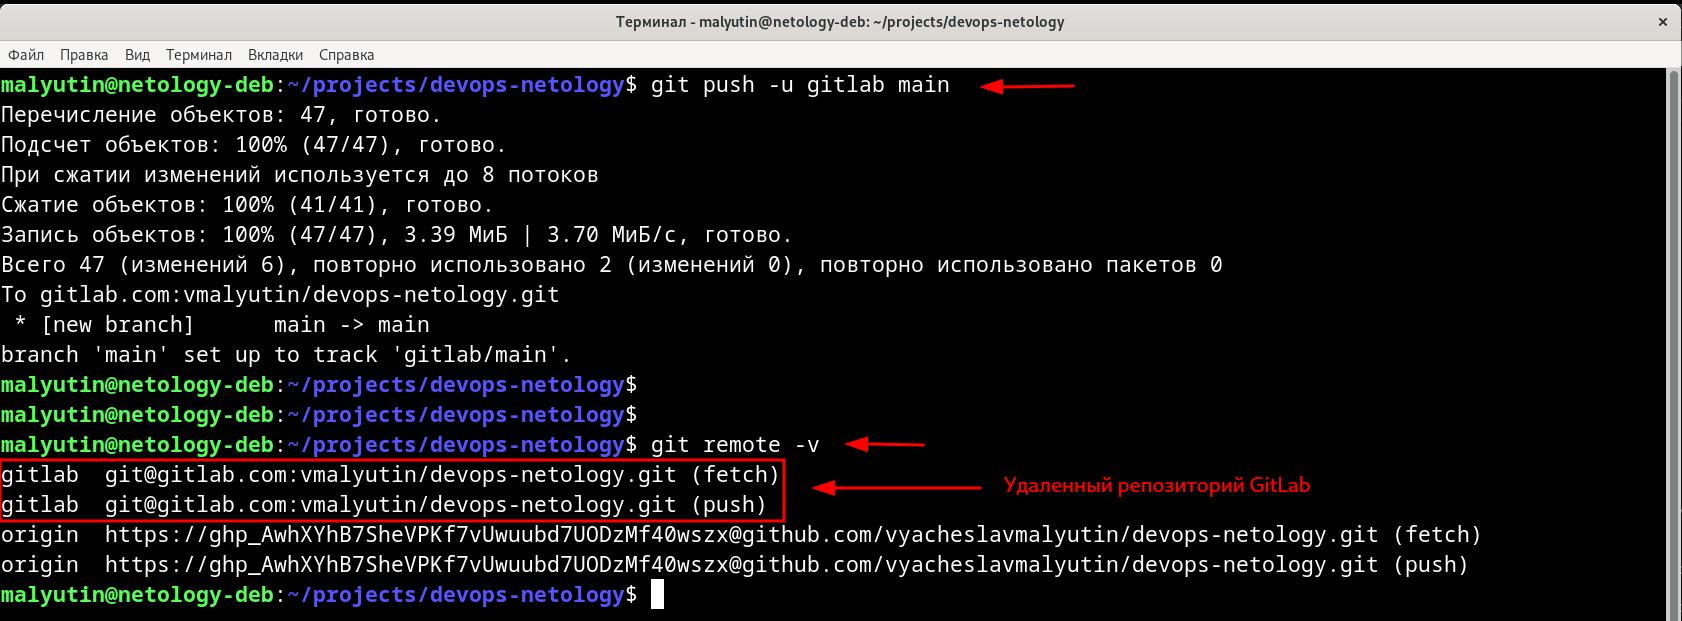 Терминал - malyutin@netology-deb: ~/projects/devops-netology
Файл Правка Вид Терминал Вкладки Справка
malyutin@netology-deb:~/projects/devops-netology$ git push -u gitlab main
Перечисление объектов: 47, готово.
Подсчет объектов: 100% (47/47), готово.
При сжатии изменений используется до 8 потоков
Сжатие объектов: 100% (41/41), готово.
Запись объектов: 100% (47/47), 3.39 МиБ | 3.70 МиБ/с, готово.
Всего 47 (изменений 6), повторно использовано 2 (изменений 0), повторно использовано пакетов 0
To gitlab.com:vmalyutin/devops-netology.git
 * [new branch]      main -> main
branch 'main' set up to track 'gitlab/main'.
malyutin@netology-deb:~/projects/devops-netology$
malyutin@netology-deb:~/projects/devops-netology$
malyutin@netology-deb:~/projects/devops-netology$ git remote -v
gitlab  git@gitlab.com:vmalyutin/devops-netology.git (fetch)
gitlab  git@gitlab.com:vmalyutin/devops-netology.git (push)
Удаленный репозиторий GitLab
origin  https://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@github.com/vyacheslavmalyutin/devops-netology.git (fetch)
origin  https://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@github.com/vyacheslavmalyutin/devops-netology.git (push)
malyutin@netology-deb:~/projects/devops-netology$